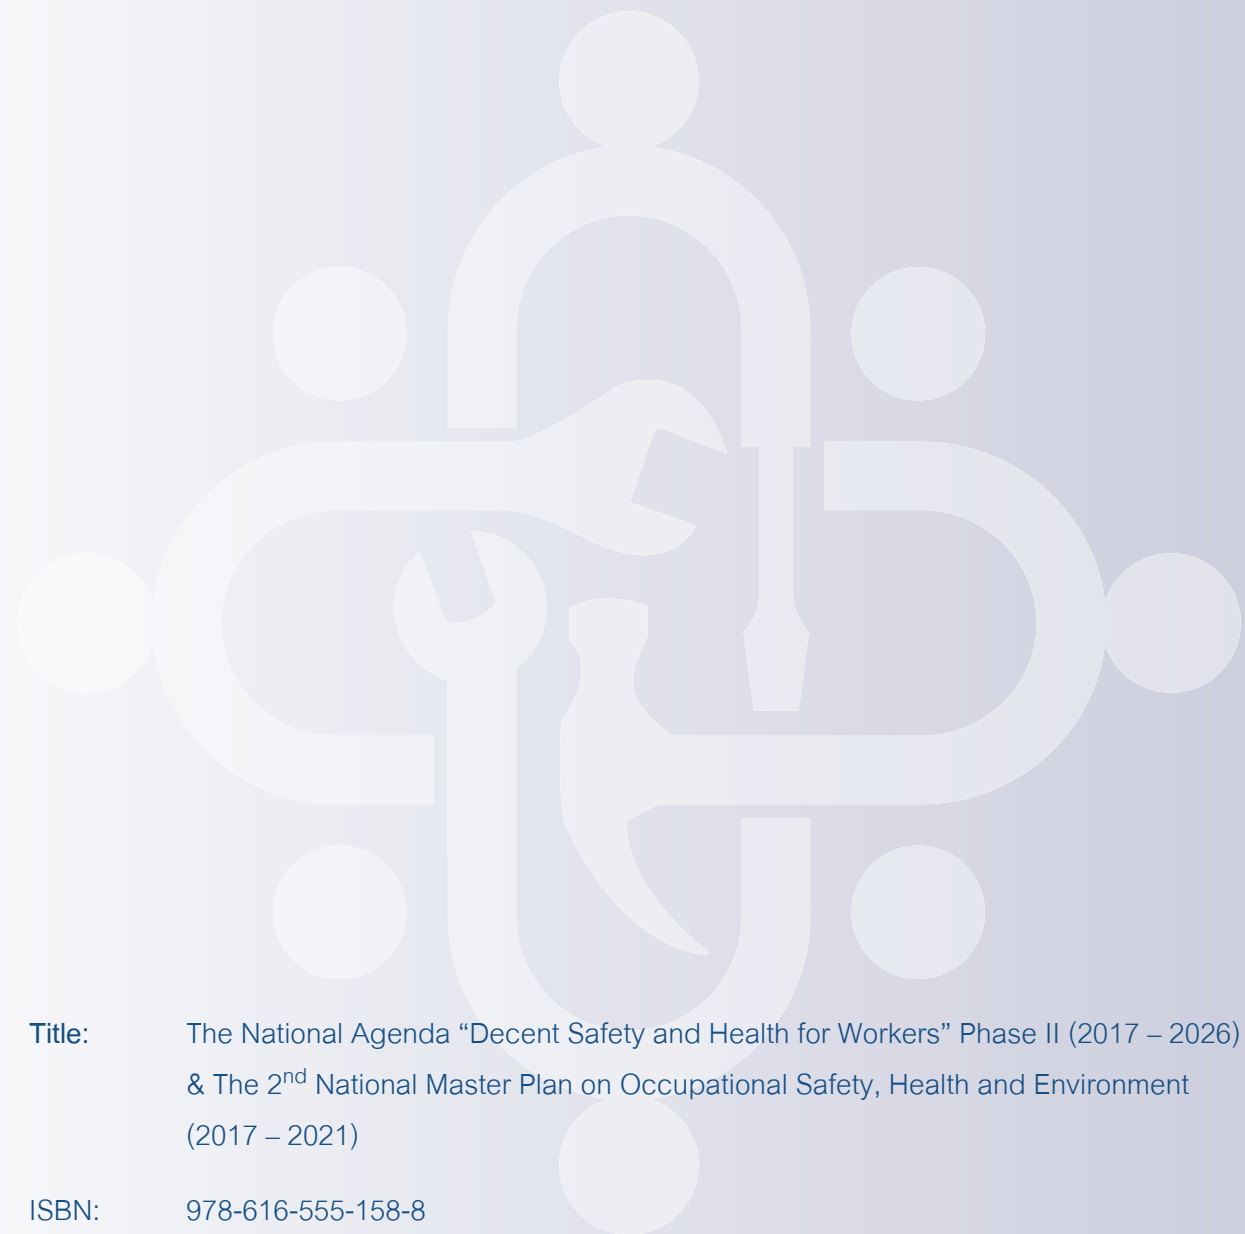 Title: The National Agenda “Decent Safety and Health for Workers” Phase II (2017 – 2026)
& The 2nd National Master Plan on Occupational Safety, Health and Environment
(2017 – 2021)
ISBN: 978-616-555-158-8